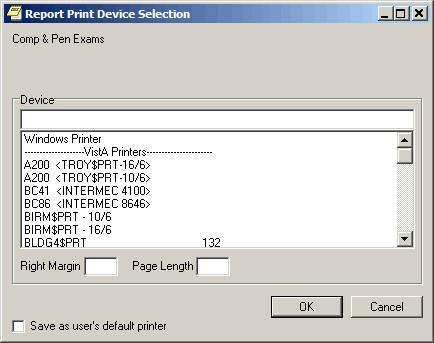 Report Print Device Selection
Comp & Pen Exams
Device
Windows Printer
--------------------VistA Printers----------------------
A200 <TROY$PRT-16/6>
A200 <TROY$PRT-10/6>
BC41 <INTERMEC 4100>
BC86 <INTERMEC 8646>
BIRM$PRT - 10/6
BIRM$PRT - 16/6
BLDG4$PRT 132
Right Margin Page Length
OK Cancel
Save as user's default printer